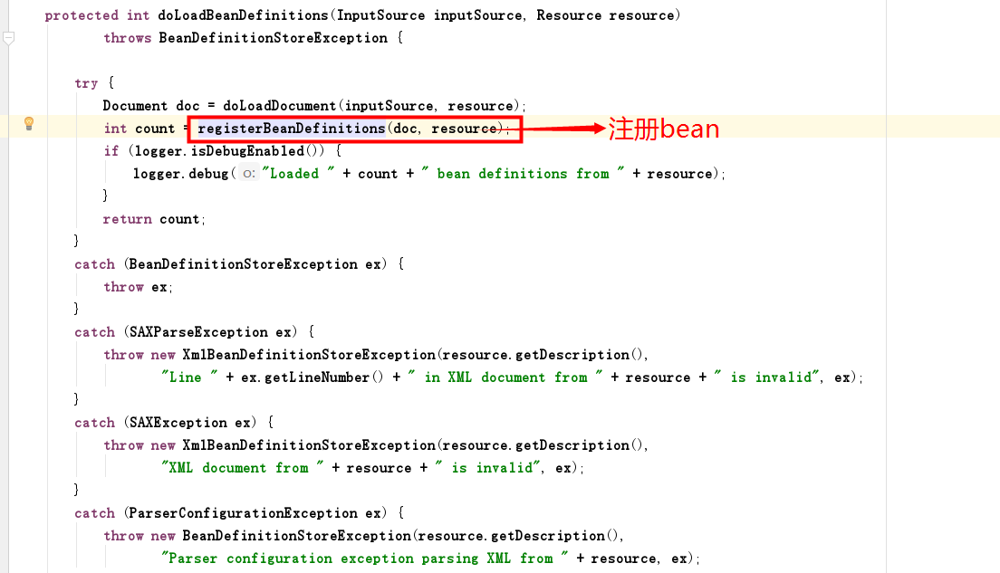 protected int doLoadBeanDefinitions(InputSource inputSource, Resource resource)
throws BeanDefinitionStoreException {
try {
Document doc = doLoadDocument(inputSource, resource);
int count = registerBeanDefinitions(doc, resource); 注册bean
if (logger.isDebugEnabled()) {
logger.debug( o: "Loaded " + count + " bean definitions from " + resource);
}
return count;
}
catch (BeanDefinitionStoreException ex) {
throw ex;
}
catch (SAXParseException ex) {
throw new XmlBeanDefinitionStoreException(resource.getDescription(),
"Line " + ex.getLineNumber() + " in XML document from " + resource + " is invalid", ex);
}
catch (SAXException ex) {
throw new XmlBeanDefinitionStoreException(resource.getDescription(),
"XML document from " + resource + " is invalid", ex);
}
catch (ParserConfigurationException ex) {
throw new BeanDefinitionStoreException(resource.getDescription(),
"Parser configuration exception parsing XML from " + resource, ex);